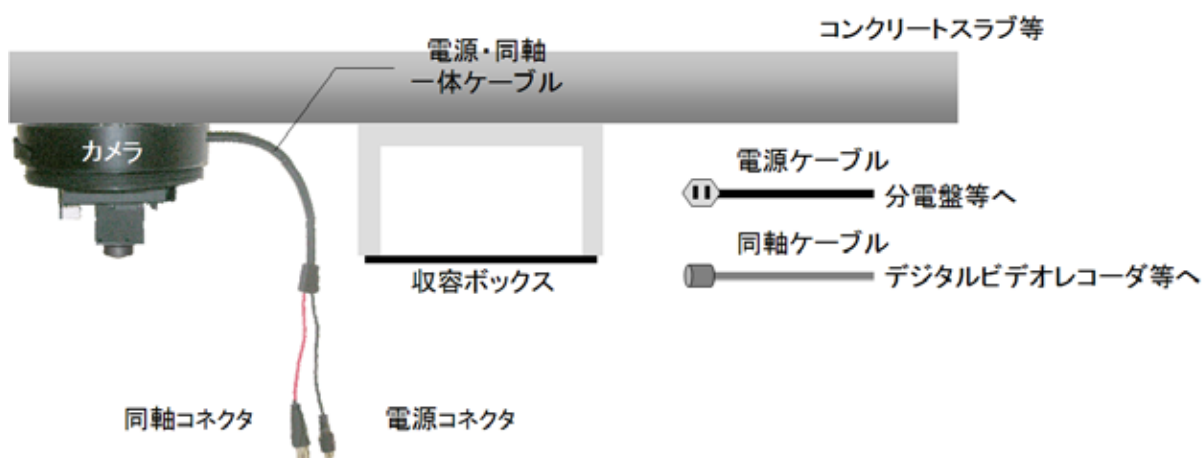 コンクリートスラブ等
電源・同軸
一体ケーブル
カメラ
電源ケーブル
分電盤等へ
同軸ケーブル
デジタルビデオレコーダ等へ
収容ボックス
同軸コネクタ
電源コネクタ